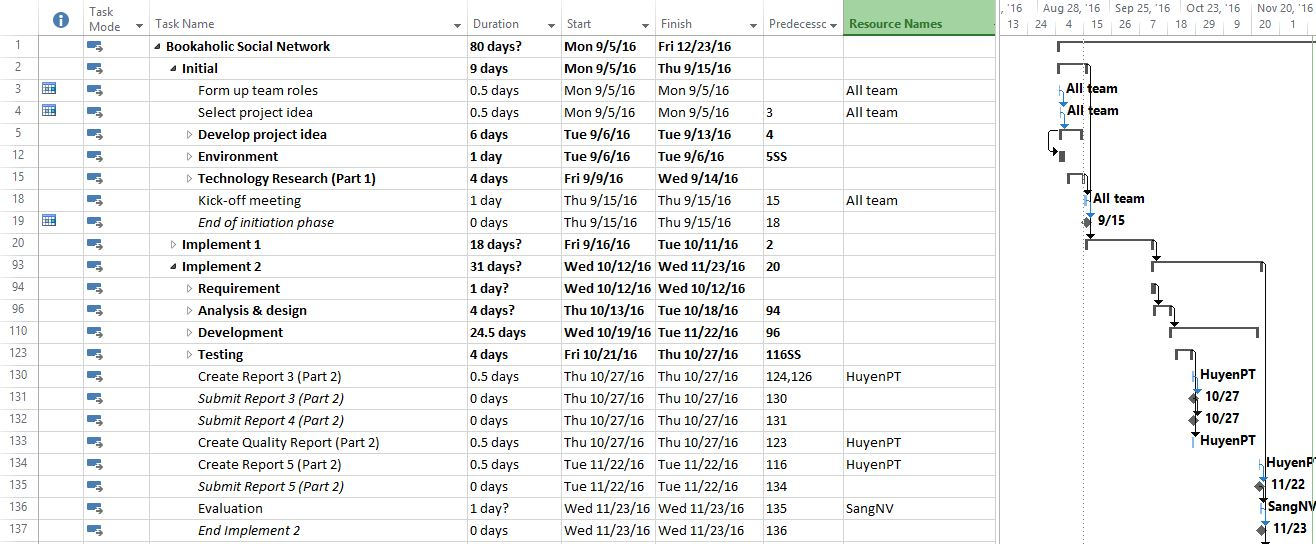 Task Mode Task Name Duration Start Finish Predecessc Resource Names
, '16 Aug 28, '16 Sep 25, '16 Oct 23, '16 Nov 20, '16
13 24 4 15 26 7 18 29 9 20 1
1 Bookaholic Social Network 80 days? Mon 9/5/16 Fri 12/23/16
2 Initial 9 days Mon 9/5/16 Thu 9/15/16
3 Form up team roles 0.5 days Mon 9/5/16 Mon 9/5/16 All team All team
4 Select project idea 0.5 days Mon 9/5/16 Mon 9/5/16 3 All team All team
5 Develop project idea 6 days Tue 9/6/16 Tue 9/13/16 4
12 Environment 1 day Tue 9/6/16 Tue 9/6/16 5SS
15 Technology Research (Part 1) 4 days Fri 9/9/16 Wed 9/14/16
18 Kick-off meeting 1 day Thu 9/15/16 Thu 9/15/16 15 All team All team
19 End of initiation phase 0 days Thu 9/15/16 Thu 9/15/16 18 9/15
20 Implement 1 18 days? Fri 9/16/16 Tue 10/11/16 2
93 Implement 2 31 days? Wed 10/12/16 Wed 11/23/16 20
94 Requirement 1 day? Wed 10/12/16 Wed 10/12/16
96 Analysis & design 4 days? Thu 10/13/16 Tue 10/18/16 94
110 Development 24.5 days Wed 10/19/16 Tue 11/22/16 96
123 Testing 4 days Fri 10/21/16 Thu 10/27/16 116SS
130 Create Report 3 (Part 2) 0.5 days Thu 10/27/16 Thu 10/27/16 124,126 HuyenPT HuyenPT
131 Submit Report 3 (Part 2) 0 days Thu 10/27/16 Thu 10/27/16 130 10/27
132 Submit Report 4 (Part 2) 0 days Thu 10/27/16 Thu 10/27/16 131 10/27
133 Create Quality Report (Part 2) 0.5 days Thu 10/27/16 Thu 10/27/16 123 HuyenPT HuyenPT
134 Create Report 5 (Part 2) 0.5 days Tue 11/22/16 Tue 11/22/16 116 HuyenPT HuyenPT
135 Submit Report 5 (Part 2) 0 days Tue 11/22/16 Tue 11/22/16 134 11/22
136 Evaluation 1 day? Wed 11/23/16 Wed 11/23/16 135 SangNV SangNV
137 End Implement 2 0 days Wed 11/23/16 Wed 11/23/16 136 11/23